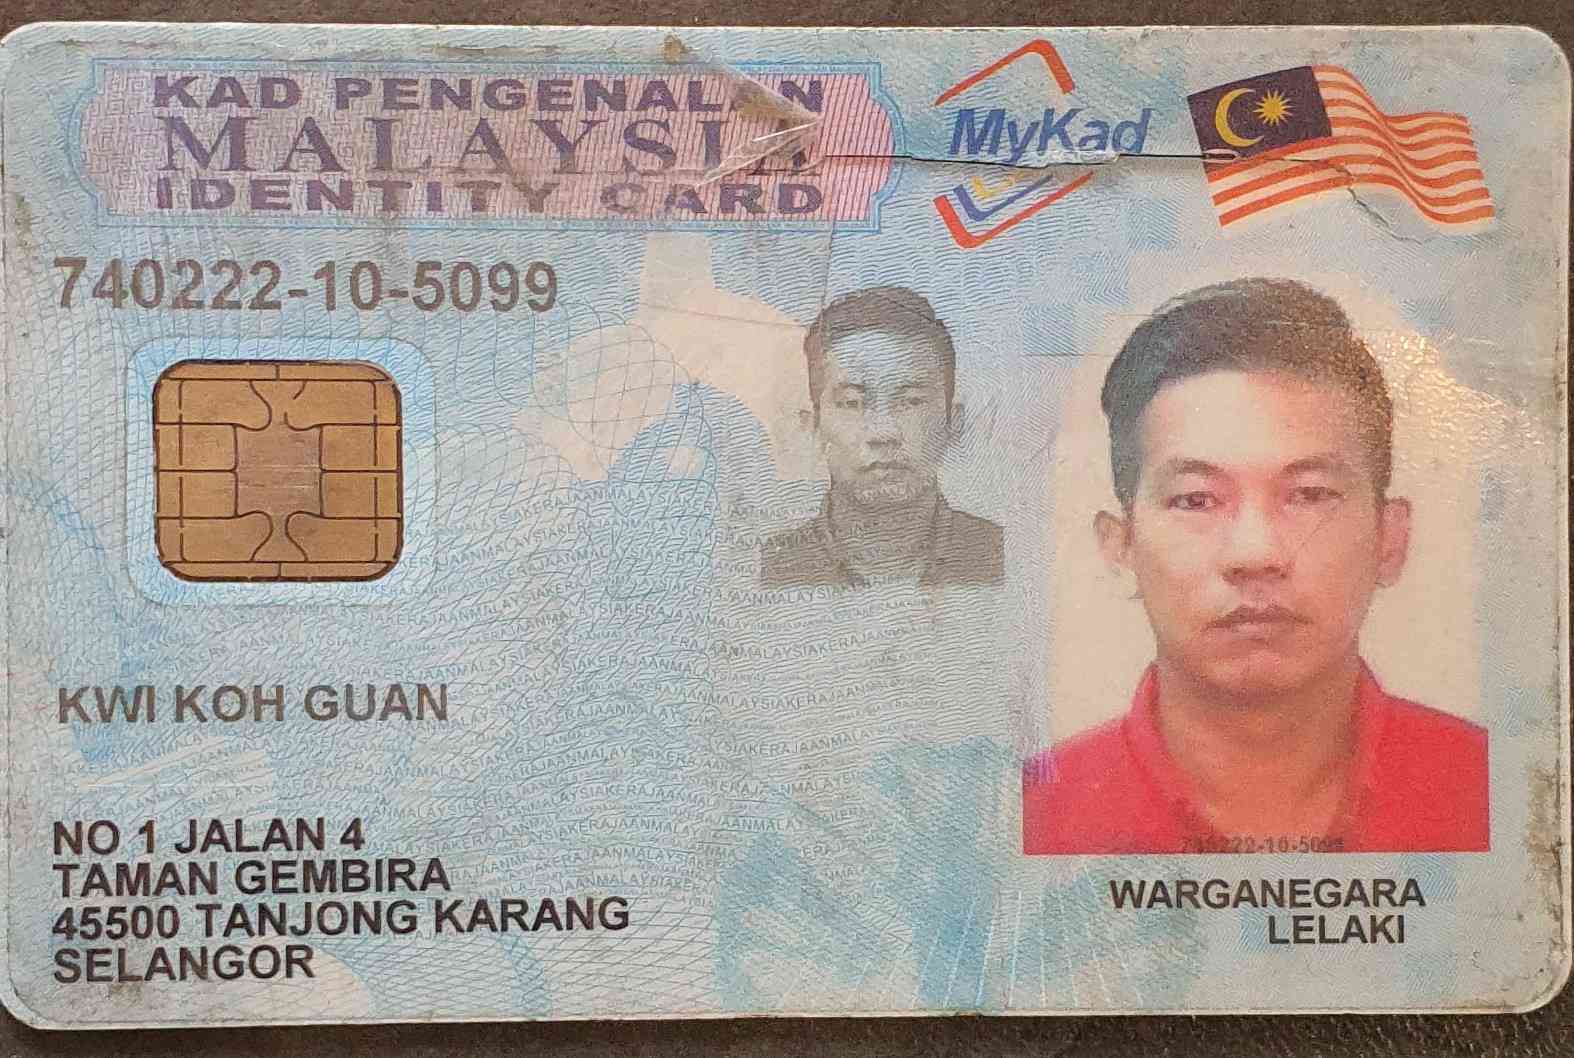 KAD PENGENALAN
MALAYSIA
IDENTITY CARD
MyKad
740222-10-5099
KWI KOH GUAN
NO 1 JALAN 4
TAMAN GEMBIRA
45500 TANJONG KARANG
SELANGOR
740222-10-5099
WARGANEGARA
LELAKI